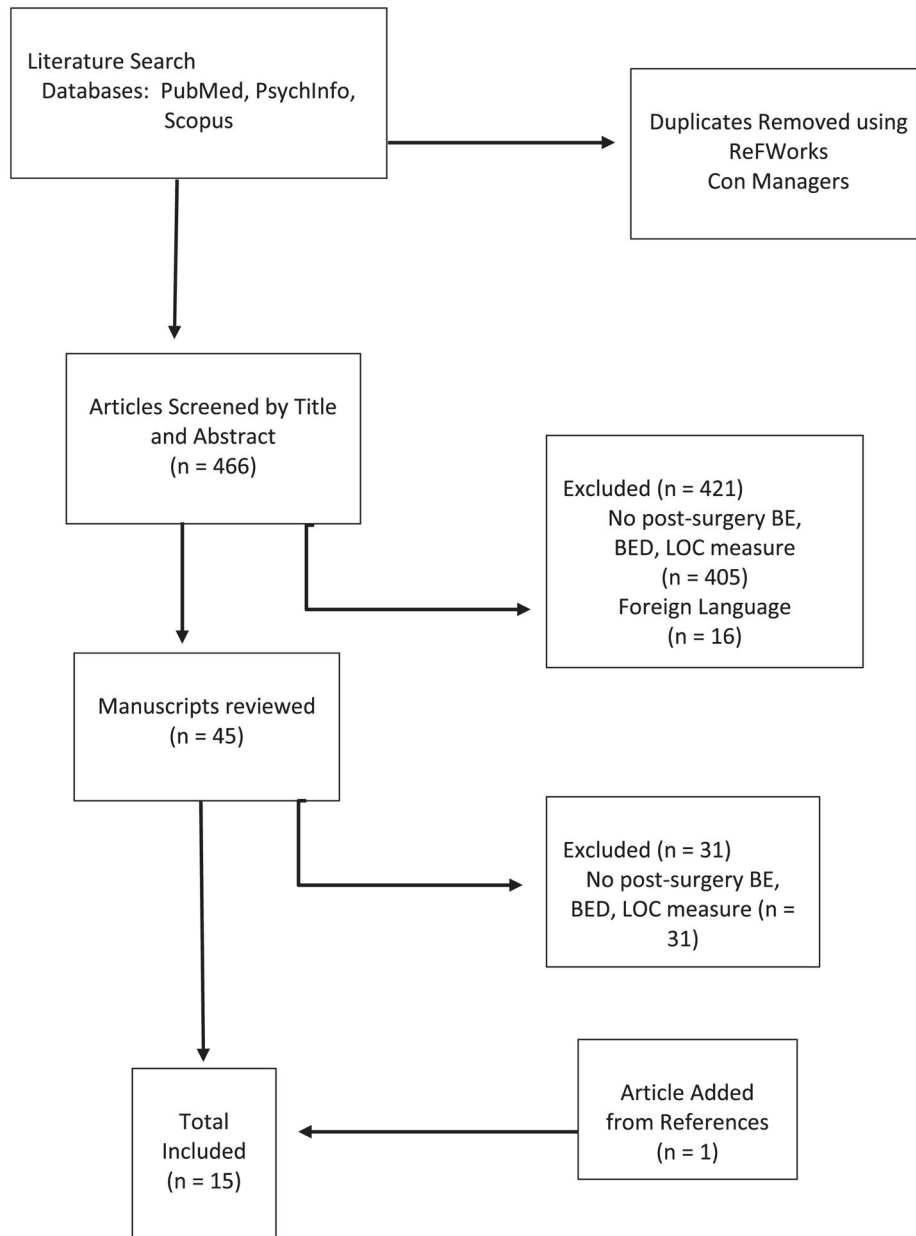 Literature Search
Databases: PubMed, PsychInfo,
Scopus
Duplicates Removed using
ReFWorks
Con Managers
Articles Screened by Title
and Abstract
(n = 466)
Excluded (n = 421)
No post-surgery BE,
BED, LOC measure
(n = 405)
Foreign Language
(n = 16)
Manuscripts reviewed
(n = 45)
Excluded (n = 31)
No post-surgery BE,
BED, LOC measure (n =
31)
Article Added
from References
(n = 1)
Total
Included
(n = 15)